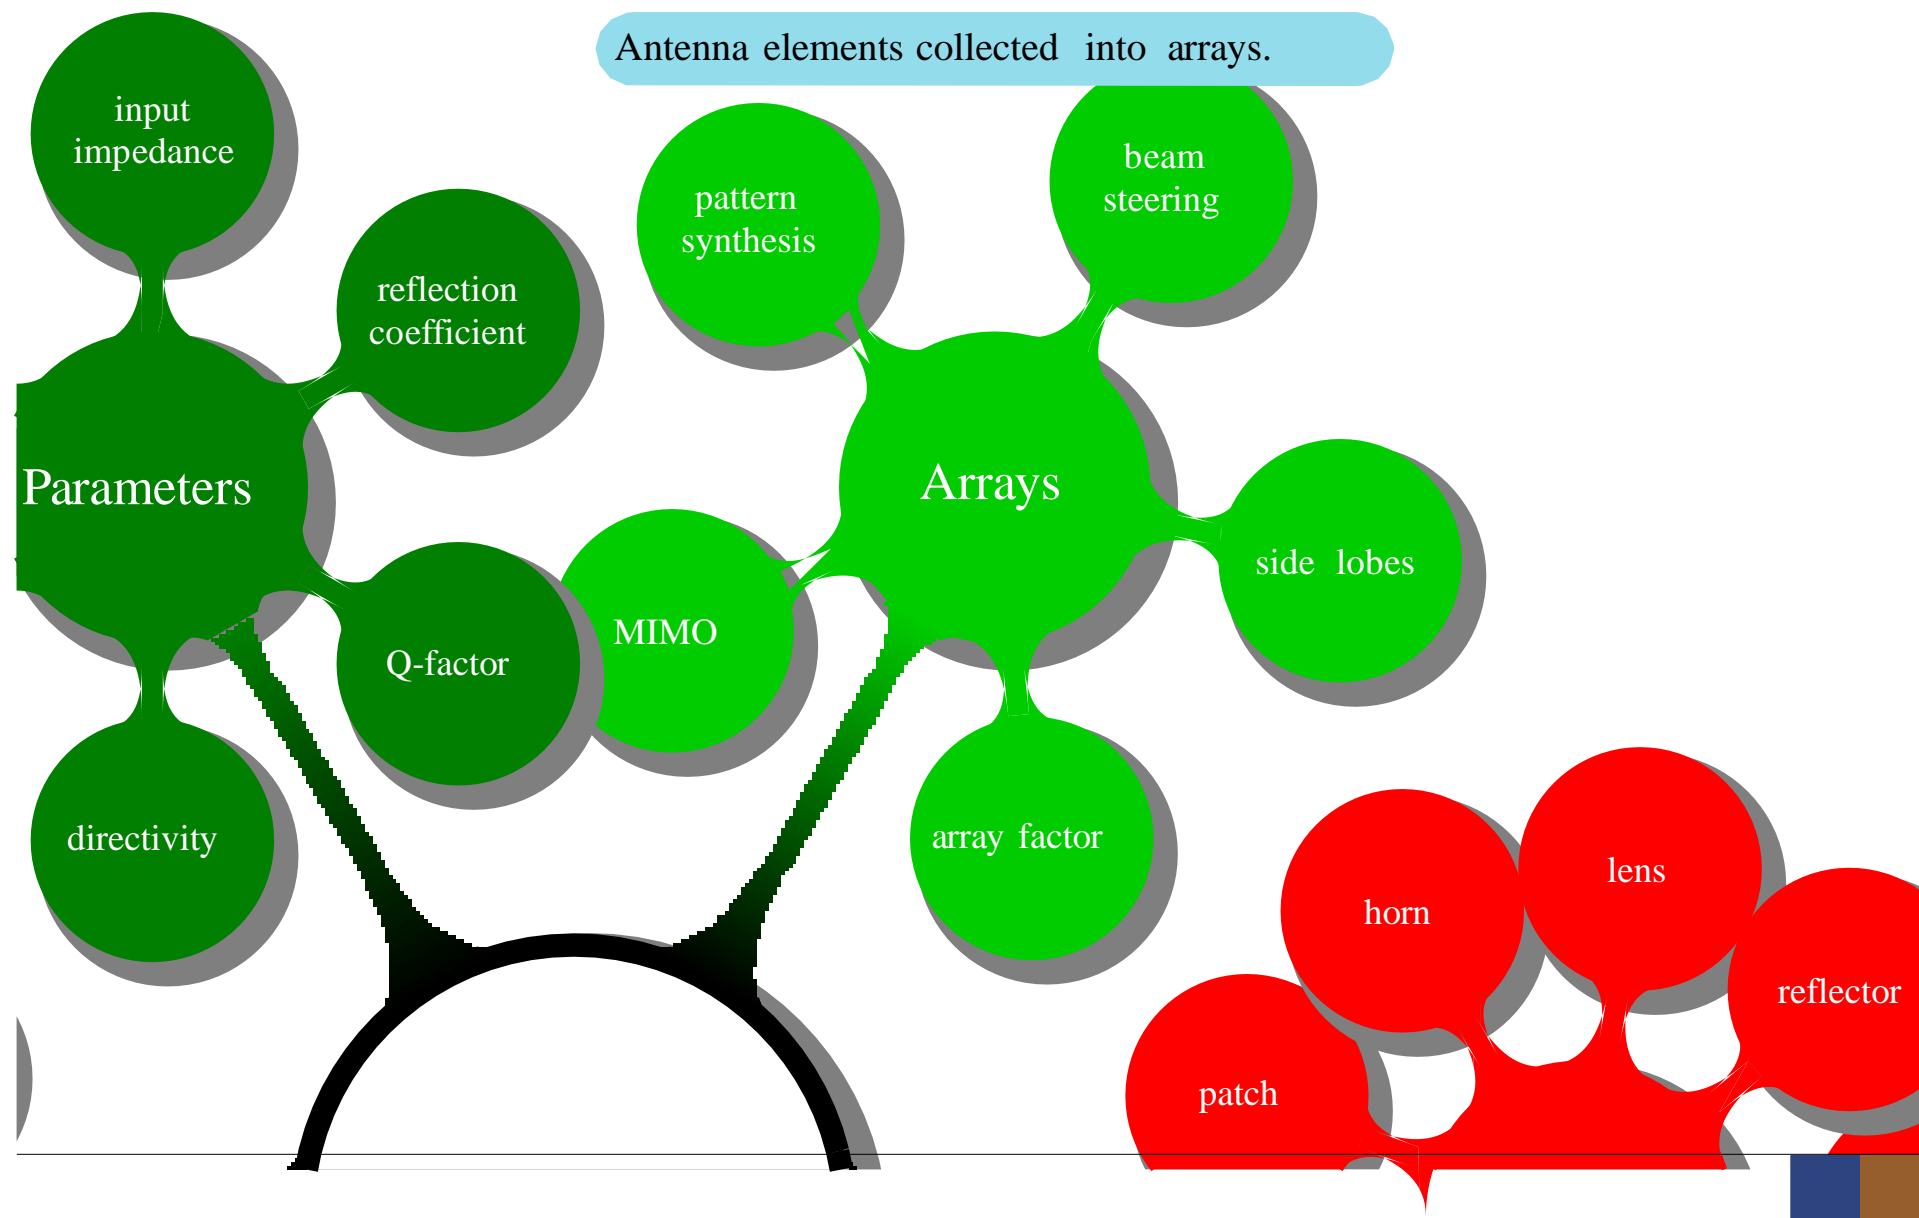 Antenna elements collected into arrays.
input
impedance
reflection
coefficient
Parameters
Q-factor
directivity
pattern
synthesis
beam
steering
Arrays
side lobes
MIMO
array factor
horn
lens
reflector
patch